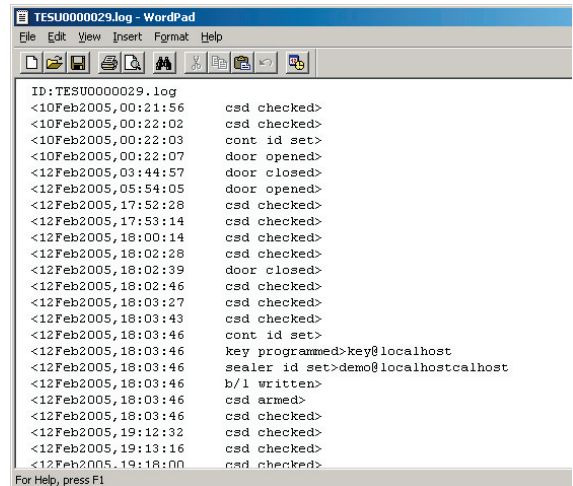 TESU0000029.log - WordPad
File Edit View Insert Format Help
ID:TESU0000029.log
<10Feb2005,00:21:56 csd checked>
<10Feb2005,00:22:02 csd checked>
<10Feb2005,00:22:03 cont id set>
<10Feb2005,00:22:07 door opened>
<12Feb2005,03:44:57 door closed>
<12Feb2005,05:54:05 door opened>
<12Feb2005,17:52:28 csd checked>
<12Feb2005,17:53:14 csd checked>
<12Feb2005,18:00:14 csd checked>
<12Feb2005,18:02:28 csd checked>
<12Feb2005,18:02:39 door closed>
<12Feb2005,18:02:46 csd checked>
<12Feb2005,18:03:27 csd checked>
<12Feb2005,18:03:43 csd checked>
<12Feb2005,18:03:46 cont id set>
<12Feb2005,18:03:46 key programmed>key@localhost
<12Feb2005,18:03:46 sealer id set>demo@localhostcalhost
<12Feb2005,18:03:46 b/l written>
<12Feb2005,18:03:46 csd armed>
<12Feb2005,18:03:46 csd checked>
<12Feb2005,19:12:32 csd checked>
<12Feb2005,19:13:16 csd checked>
<12Feb2005,19:18:00 csd checked>
For Help, press F1